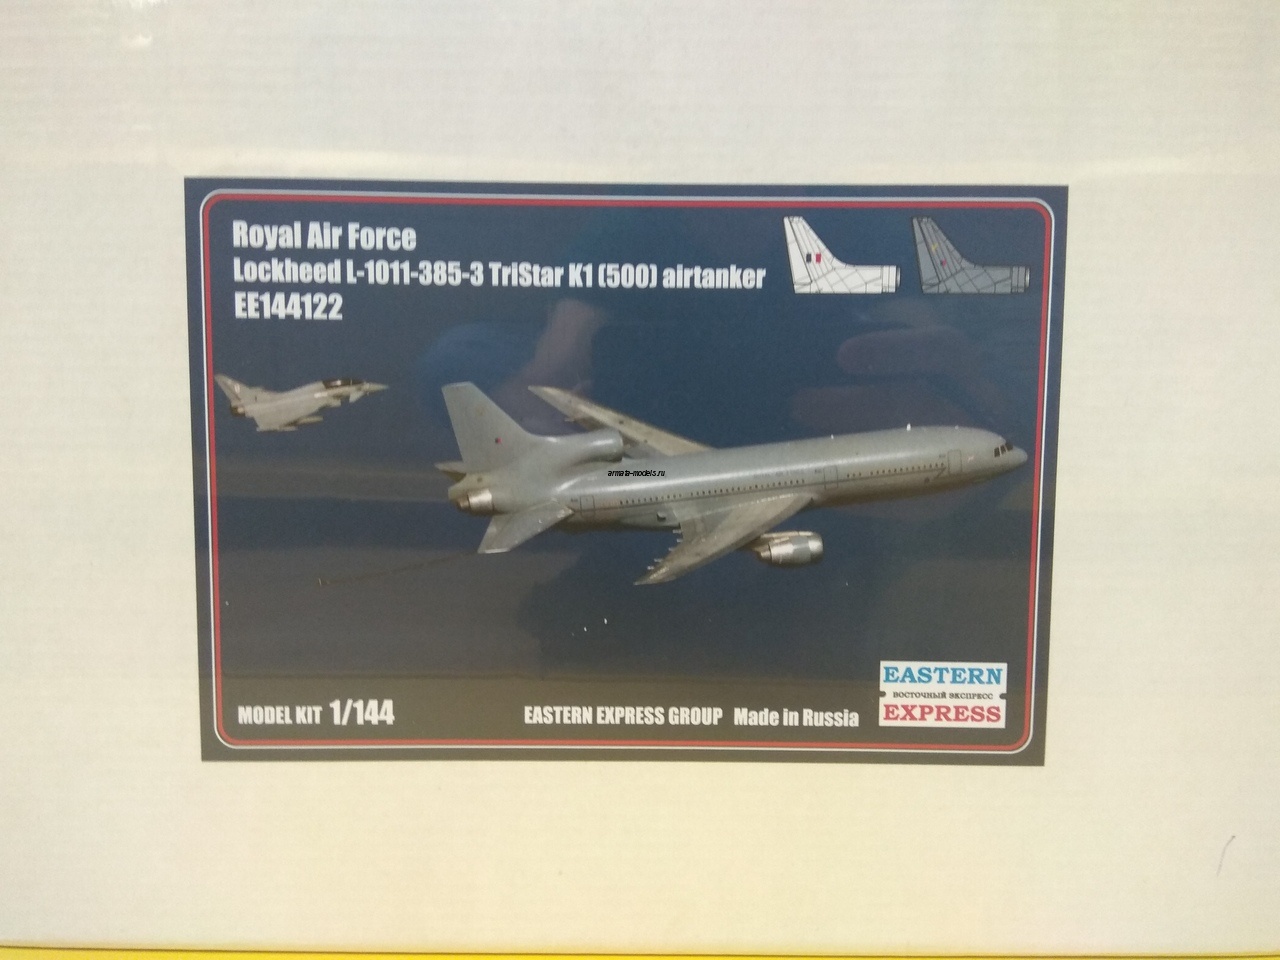 Royal Air Force
Lockheed L-1011-385-3 TriStar K1 (500) airtanker
EE144122
armata-models.ru
MODEL KIT 1/144
EASTERN EXPRESS GROUP Made in Russia
EASTERN
ВОСТОЧНЫЙ ЭКСПРЕСС
EXPRESS